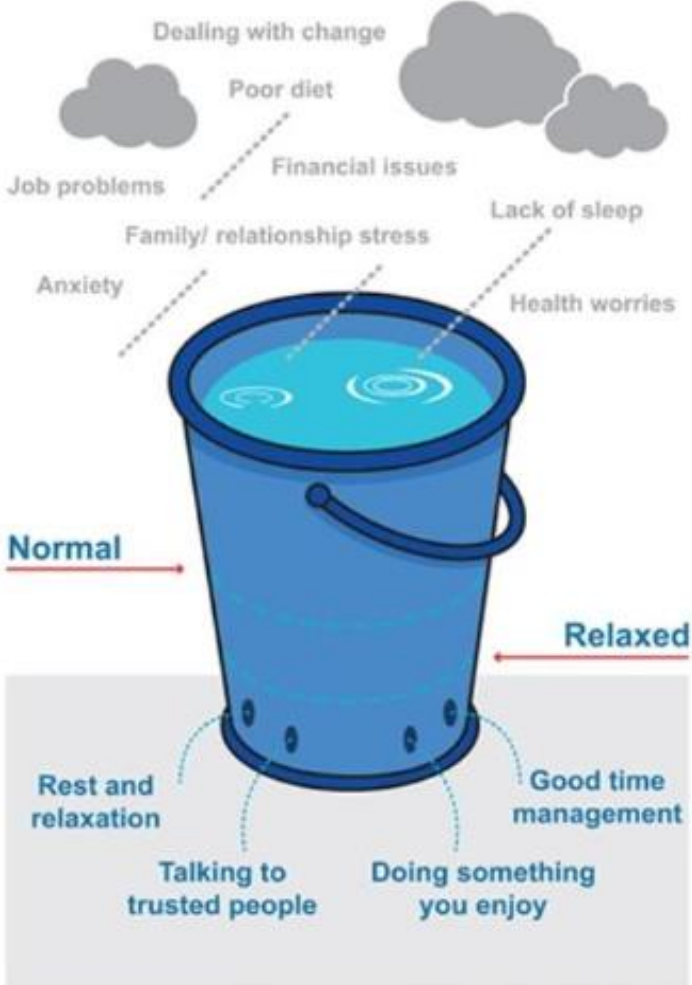 Dealing with change
Poor diet
Financial issues
Job problems
Lack of sleep
Family/ relationship stress
Anxiety
Health worries
Normal
Relaxed
Rest and
relaxation
Good time
management
Talking to
trusted people
Doing something
you enjoy